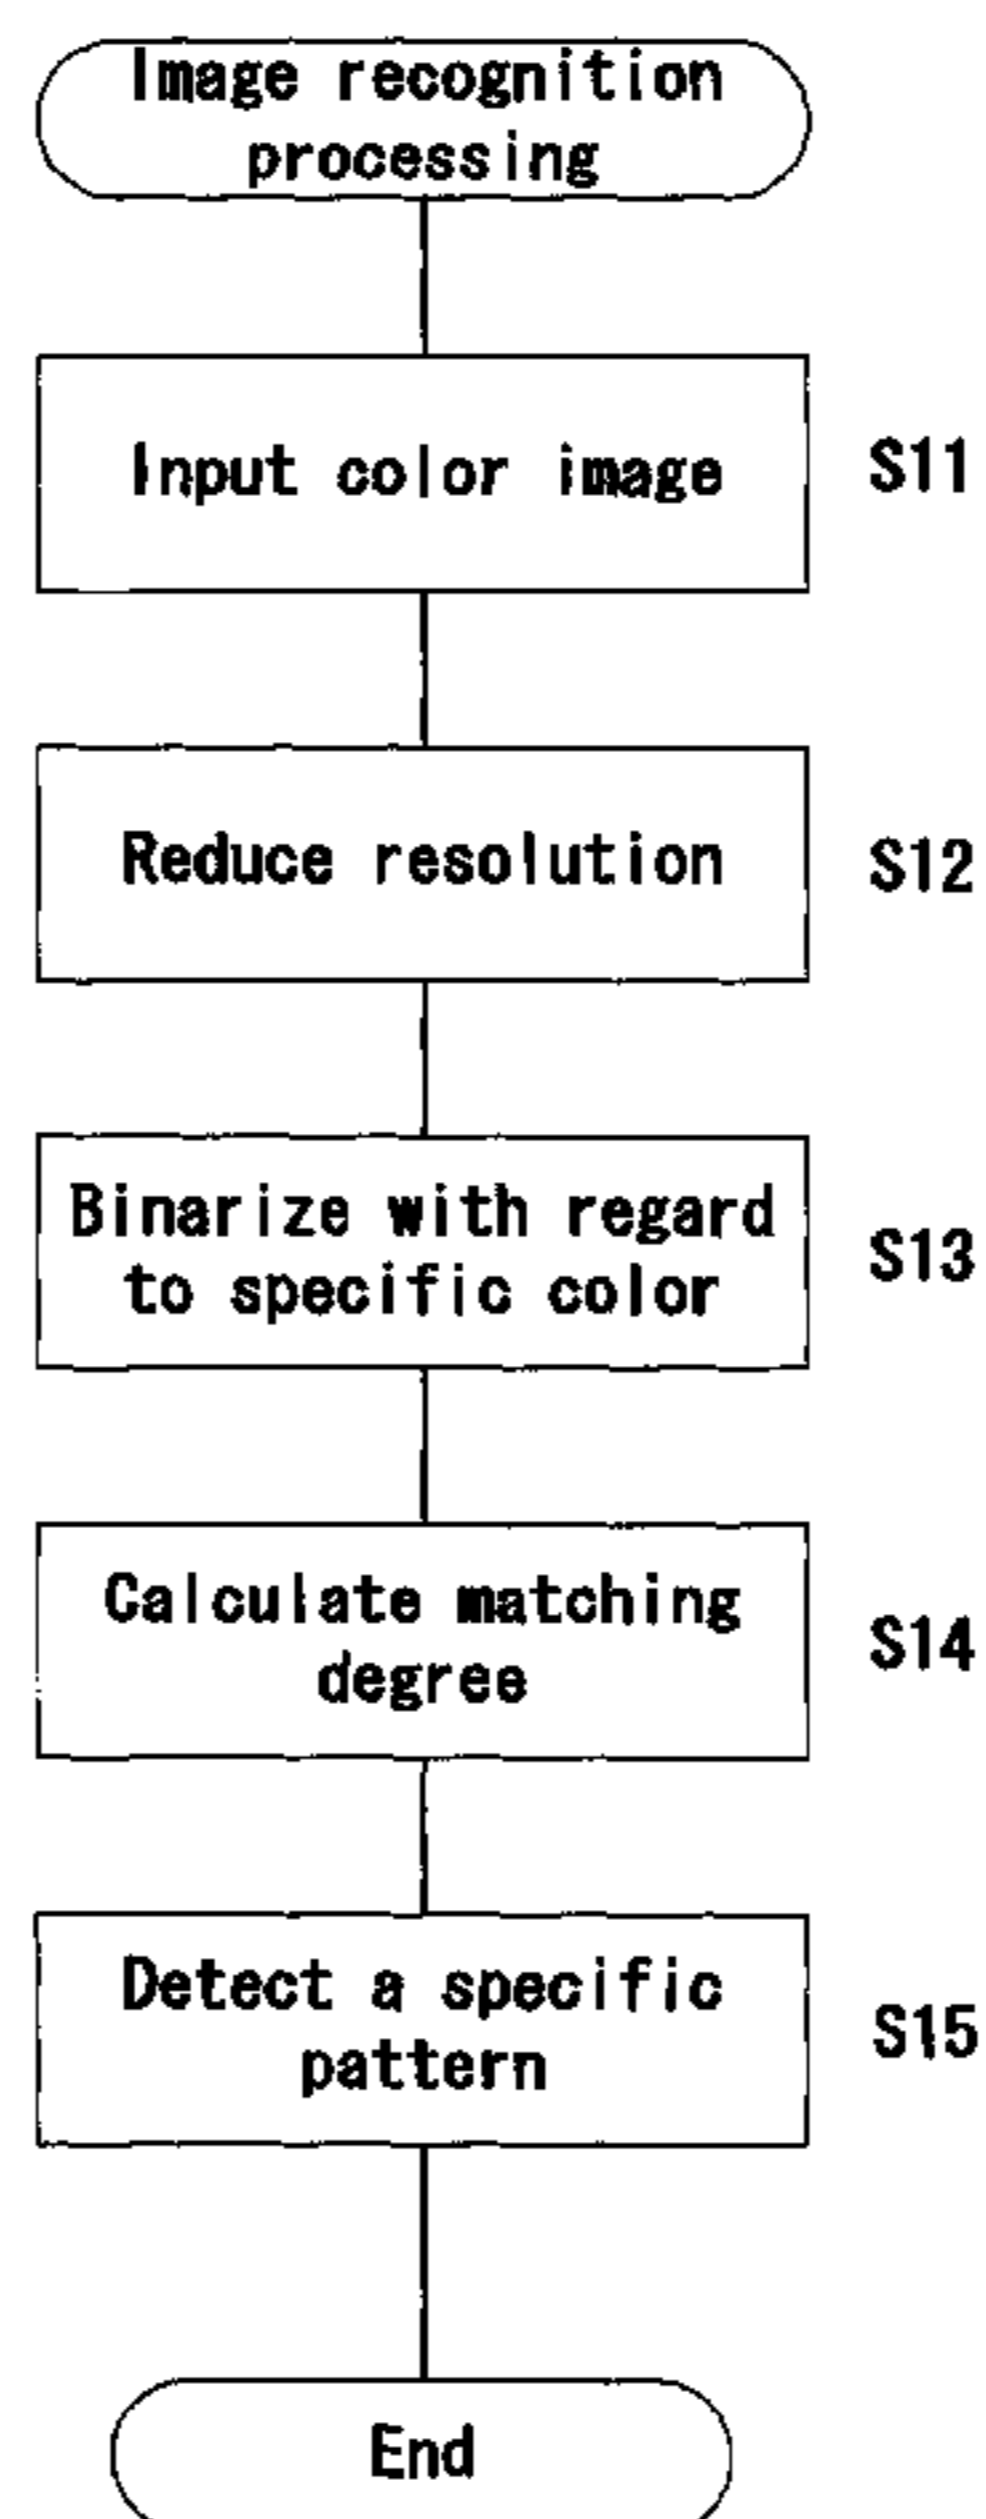 Image recognition
processing
Input color image
S11
Reduce resolution
S12
Binarize with regard
to specific color
S13
Calculate matching
degree
S14
Detect a specific
pattern
S15
End